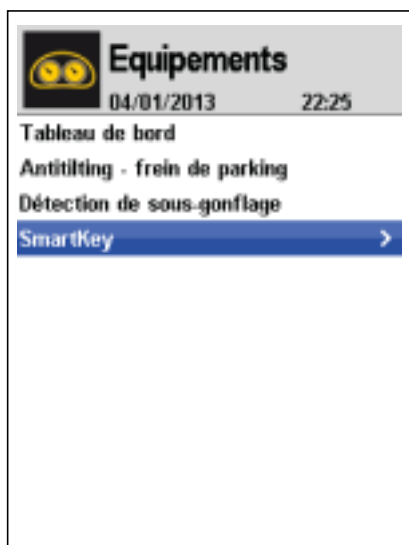 Equipements
04/01/2013 22:25
Tableau de bord
Antitilting - frein de parking
Détection de sous-gonflage
SmartKey >